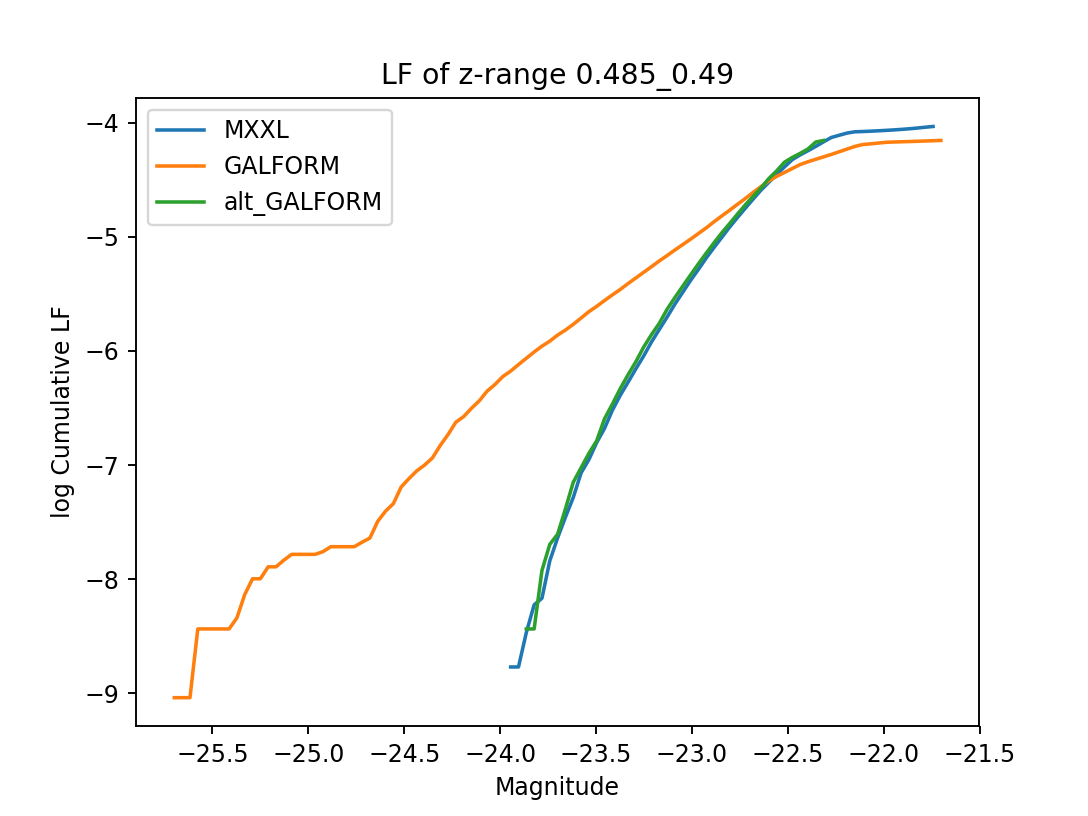 LF of z-range 0.485_0.49
MXXL
GALFORM
alt_GALFORM
log Cumulative LF
−4
−5
−6
−7
−8
−9
−25.5 −25.0 −24.5 −24.0 −23.5 −23.0 −22.5 −22.0 −21.5
Magnitude